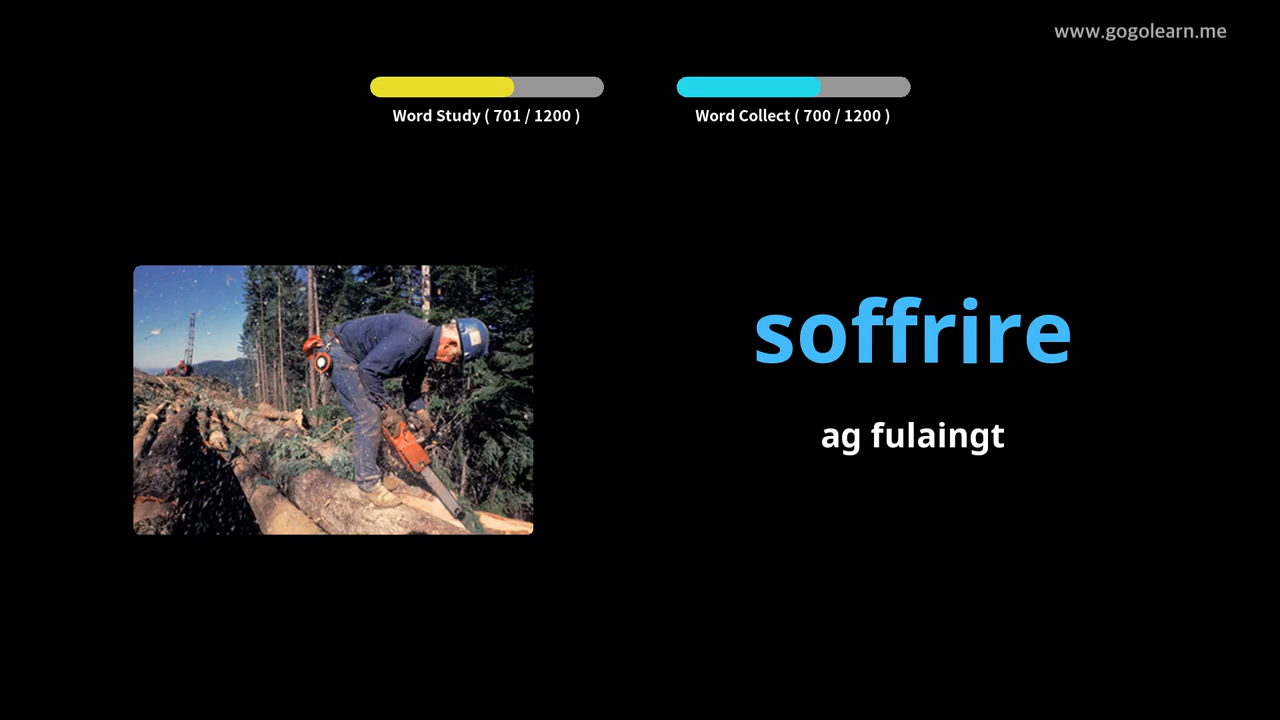 www.gogolearn.me
Word Study ( 701 / 1200 )
Word Collect ( 700 / 1200 )
soffrire
ag fulaingt